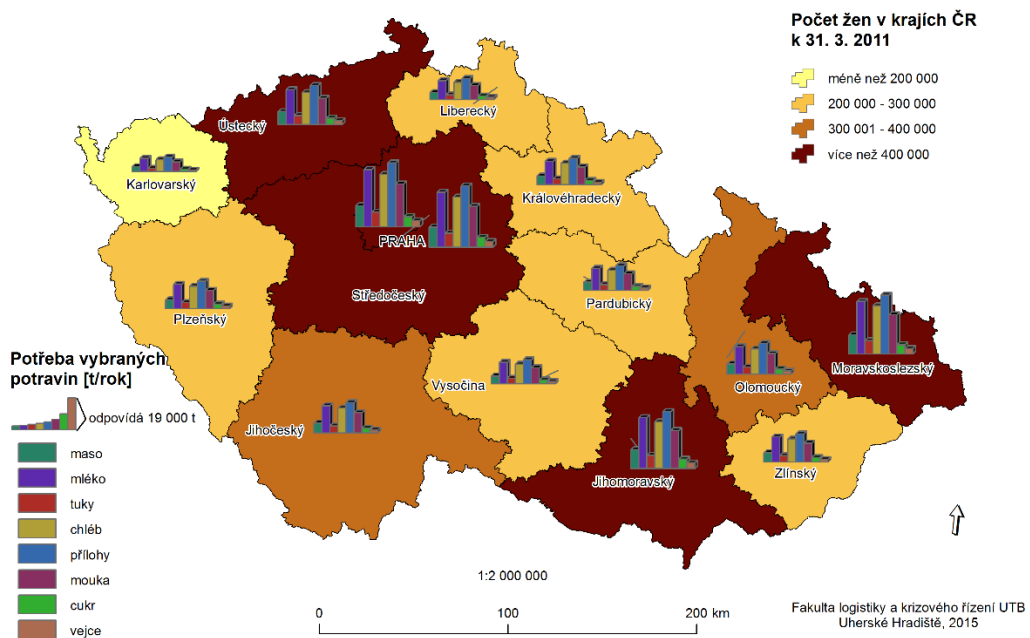 Počet žen v krajích ČR
k 31. 3. 2011
méně než 200 000
200 000 - 300 000
300 001 - 400 000
více než 400 000
Liberecký
Ústecký
Karlovarský
Královéhradecký
PRAHA
Středočeský
Pardubický
Plzeňský
Moravskoslezský
Vysočina
Olomoucký
Jihočeský
Zlínský
Jihomoravský
Potřeba vybraných
potravin [t/rok]
odpovídá 19 000 t
maso
mléko
tuky
chléb
přílohy
mouka
cukr
vejce
1:2 000 000
0 100 200 km
Fakulta logistiky a krizového řízení UTB
Uherské Hradiště, 2015